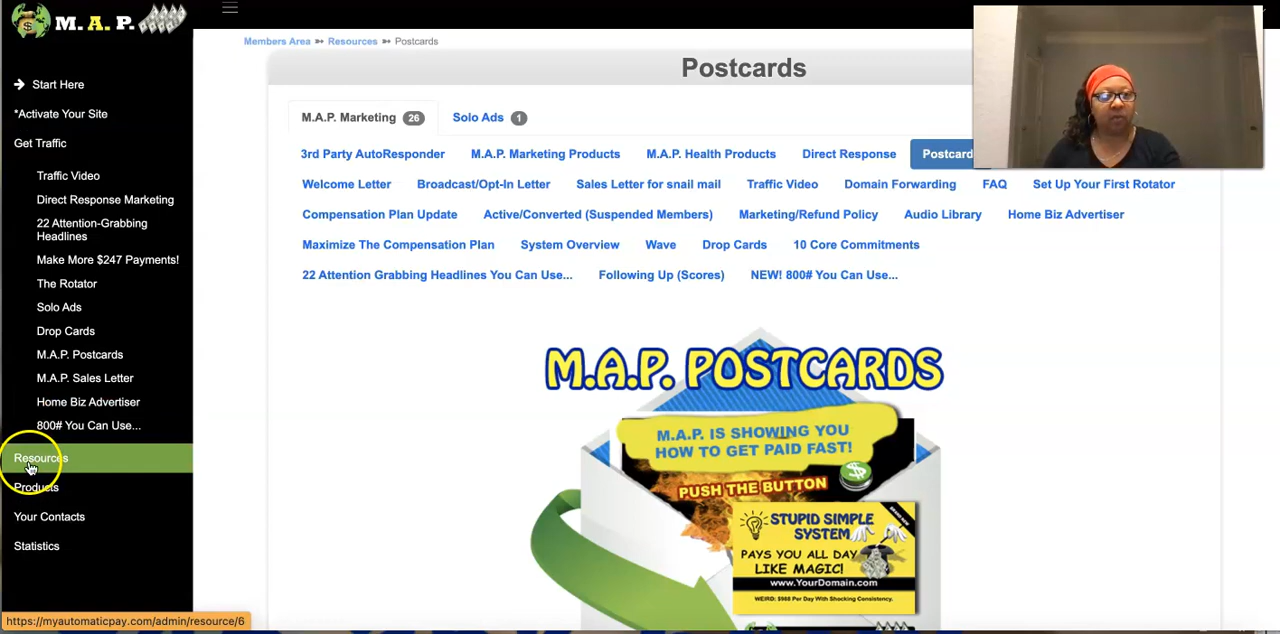 M. A. P.
Members Area ➽ Resources ➽ Postcards
Postcards
Start Here
*Activate Your Site
Get Traffic
Traffic Video
Direct Response Marketing
22 Attention-Grabbing
Headlines
Make More $247 Payments!
The Rotator
Solo Ads
Drop Cards
M.A.P. Postcards
M.A.P. Sales Letter
Home Biz Advertiser
800# You Can Use...
Resources
Products
Your Contacts
Statistics
https://myautomaticpay.com/admin/resource/6
M.A.P. Marketing 26 Solo Ads 1
3rd Party AutoResponder M.A.P. Marketing Products M.A.P. Health Products Direct Response Postcard
Welcome Letter Broadcast/Opt-In Letter Sales Letter for snail mail Traffic Video Domain Forwarding FAQ Set Up Your First Rotator
Compensation Plan Update Active/Converted (Suspended Members) Marketing/Refund Policy Audio Library Home Biz Advertiser
Maximize The Compensation Plan System Overview Wave Drop Cards 10 Core Commitments
22 Attention Grabbing Headlines You Can Use... Following Up (Scores) NEW! 800# You Can Use...
M.A.P. POSTCARDS
M.A.P. IS SHOWING YOU
HOW TO GET PAID FAST!
PUSH THE BUTTON
STUPID SIMPLE
SYSTEM
PAYS YOU ALL DAY
LIKE MAGIC!
www.YourDomain.com
WEIRD: $988 Per Day With Shocking Consistency.